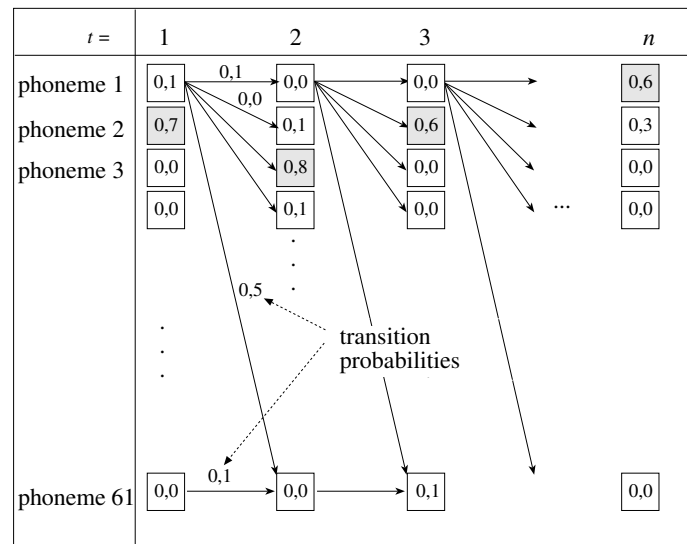 t = 1 2 3 n
0,1
phoneme 1 0,1 0,0 0,0 0,6
0,0
phoneme 2 0,7 0,1 0,6 0,3
phoneme 3 0,0 0,8 0,0 0,0
0,0 0,1 0,0 ... 0,0
0,5
transition
probabilities
0,1
phoneme 61 0,0 0,0 0,1 0,0